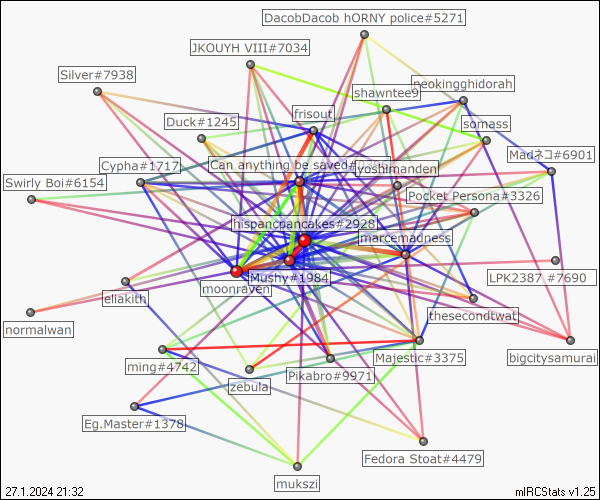 DacobDacob hORNY police#5271
JKOUYH VIII#7034
Silver#7938
neokingghidorah
shawntee9
frisout
Duck#1245
somass
Madネコ#6901
Cypha#1717
Can anything be saved#
yoshimanden
Swirly Boi#6154
Pocket Persona#3326
hispancpancakes#2928
marcemadness
Mushy#1984
LPK2387 #7690
moonraven
ellakith
thesecondtwat
normalwan
Majestic#3375
bigcitysamurai
ming#4742
Pikabro#9971
zebula
Eg.Master#1378
Fedora Stoat#4479
mukszi
27.1.2024 21:32
mIRCStats v1.25